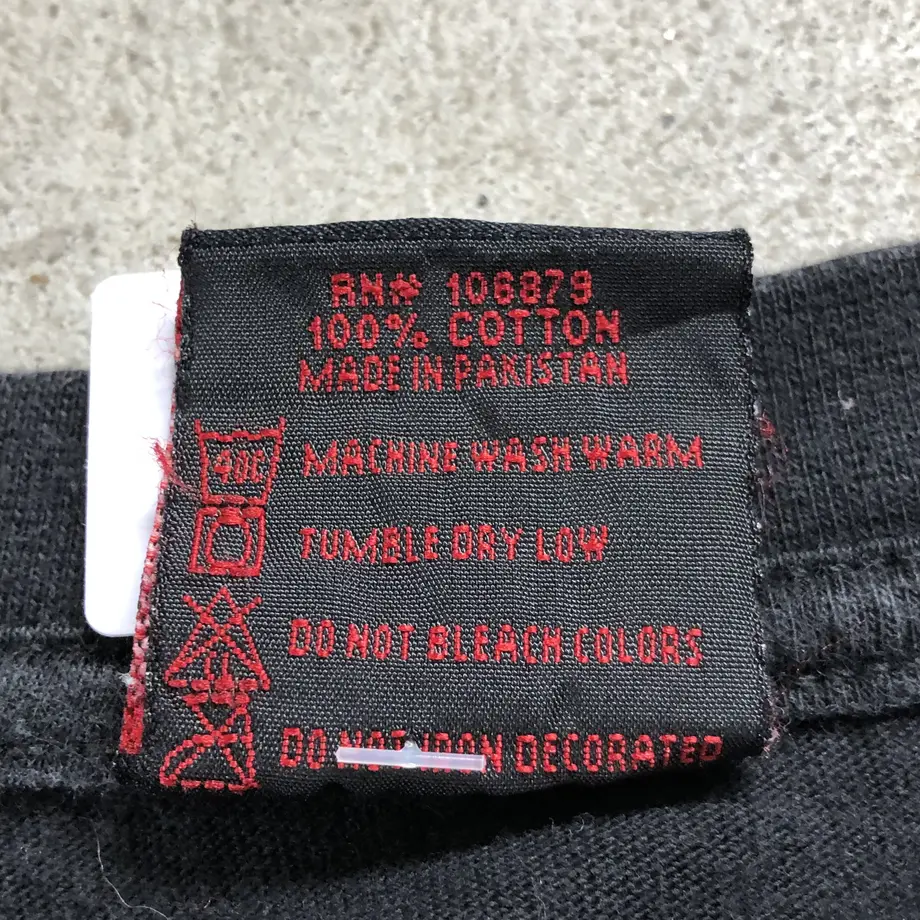 RN# 106879
100% COTTON
MADE IN PAKISTAN
40C MACHINE WASH WARM
TUMBLE DRY LOW
DO NOT BLEACH COLORS
DO NOT IRON DECORATED